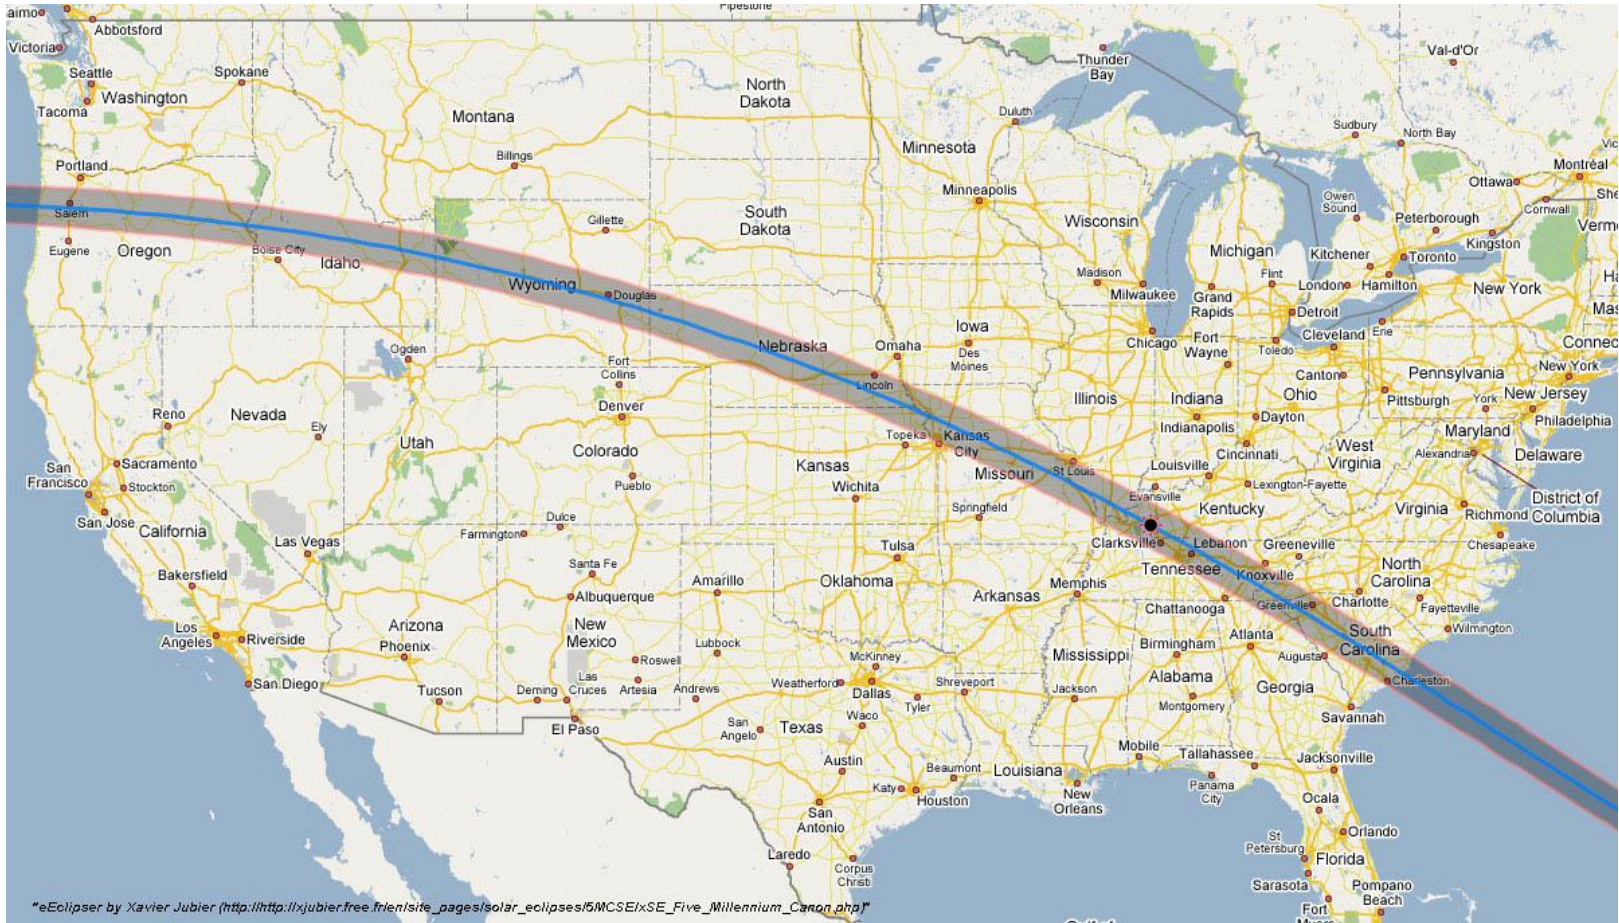 Pipestone
aimo
Abbotsford
Victoria
Val-d'Or
Thunder
Bay
Seattle
Spokane
Washington
North
Dakota
Tacoma
Montana
Duluth
Sudbury
North Bay
Minnesota
Billings
Montréal
Portland
Ottawa
Minneapolis
Owen
Sound
Cornwall
She
Salem
South
Dakota
Wisconsin
Peterborough
Gillette
Verm
Eugene
Oregon
Boise City
Idaho
Michigan
Kitchener
Kingston
Toronto
Madison
Flint
London
Hamilton
New York
Wyoming
Douglas
Milwaukee
Grand
Rapids
Detroit
Mas
Iowa
Erie
Nebraska
Omaha
Chicago
Fort
Wayne
Toledo
Cleveland
Connec
Ogden
Des
Moines
Fort
Collins
Canton
Pennsylvania
New York
Lincoln
Ohio
Reno
Nevada
Denver
Illinois
Indiana
Pittsburgh
York
New Jersey
Ely
Dayton
Philadelphia
Indianapolis
Maryland
Utah
Topeka
Kansas
City
West
Virginia
Colorado
Cincinnati
Alexandria
Delaware
Sacramento
San
Francisco
Kansas
Missouri
St Louis
Louisville
Stockton
Pueblo
Wichita
Evansville
Lexington-Fayette
District of
Columbia
San Jose
California
Dulce
Springfield
Kentucky
Virginia
Richmond
Las Vegas
Farmington
Clarksville
Lebanon
Greeneville
Chesapeake
Tulsa
Santa Fe
Tennessee
Knoxville
North
Carolina
Bakersfield
Amarillo
Oklahoma
Memphis
Albuquerque
Arkansas
Chattanooga
Greenville
Charlotte
Fayetteville
Los
Angeles
Riverside
Arizona
New
Mexico
Wilmington
Phoenix
Lubbock
Birmingham
Atlanta
South
Carolina
McKinney
Mississippi
Roswell
Augusta
San Diego
Tucson
Deming
Las
Cruces
Artesia
Andrews
Weatherford
Dallas
Shreveport
Jackson
Alabama
Georgia
Charleston
Tyler
Montgomery
Waco
Savannah
El Paso
San
Angelo
Texas
Mobile
Tallahassee
Jacksonville
Austin
Beaumont
Louisiana
Katy
Houston
New
Orleans
Panama
City
Ocala
San
Antonio
Orlando
St
Petersburg
Laredo
Florida
Corpus
Christi
Sarasota
Pompano
Beach
Fort
"eEclipser by Xavier Jubier (http://http://xjubier.free.fr/en/site_pages/solar_eclipses/5MCSE/xSE_Five_Millennium_Canon.php)"